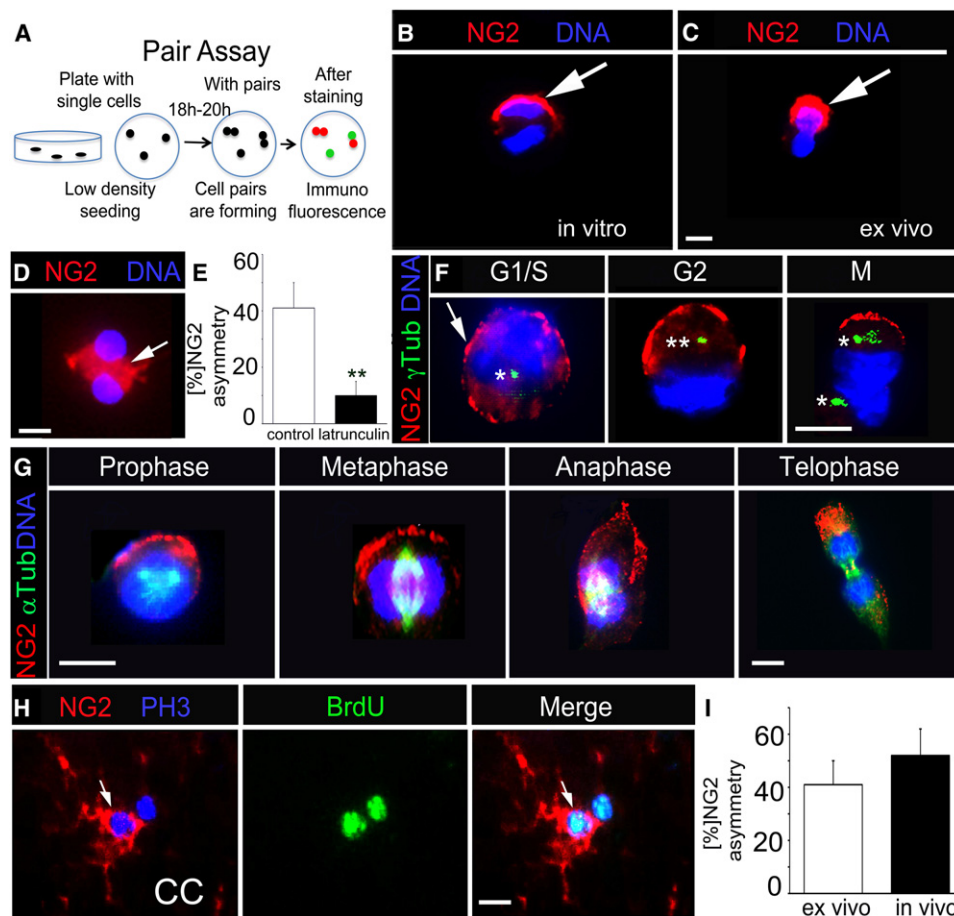 A
Pair Assay
Plate with
single cells
18h-20h
With pairs
After
staining
Low density
seeding
Cell pairs
are forming
Immuno
fluorescence
B NG2 DNA
in vitro
C NG2 DNA
ex vivo
D NG2 DNA
E
[%]NG2
asymmetry
60
40
20
0
**
control latrunculin
F G1/S G2 M
NG2 γTub DNA
*
**
*
*
G Prophase Metaphase Anaphase Telophase
NG2 αTub DNA
H NG2 PH3 BrdU Merge
CC
I
[%]NG2
asymmetry
60
40
20
0
ex vivo in vivo